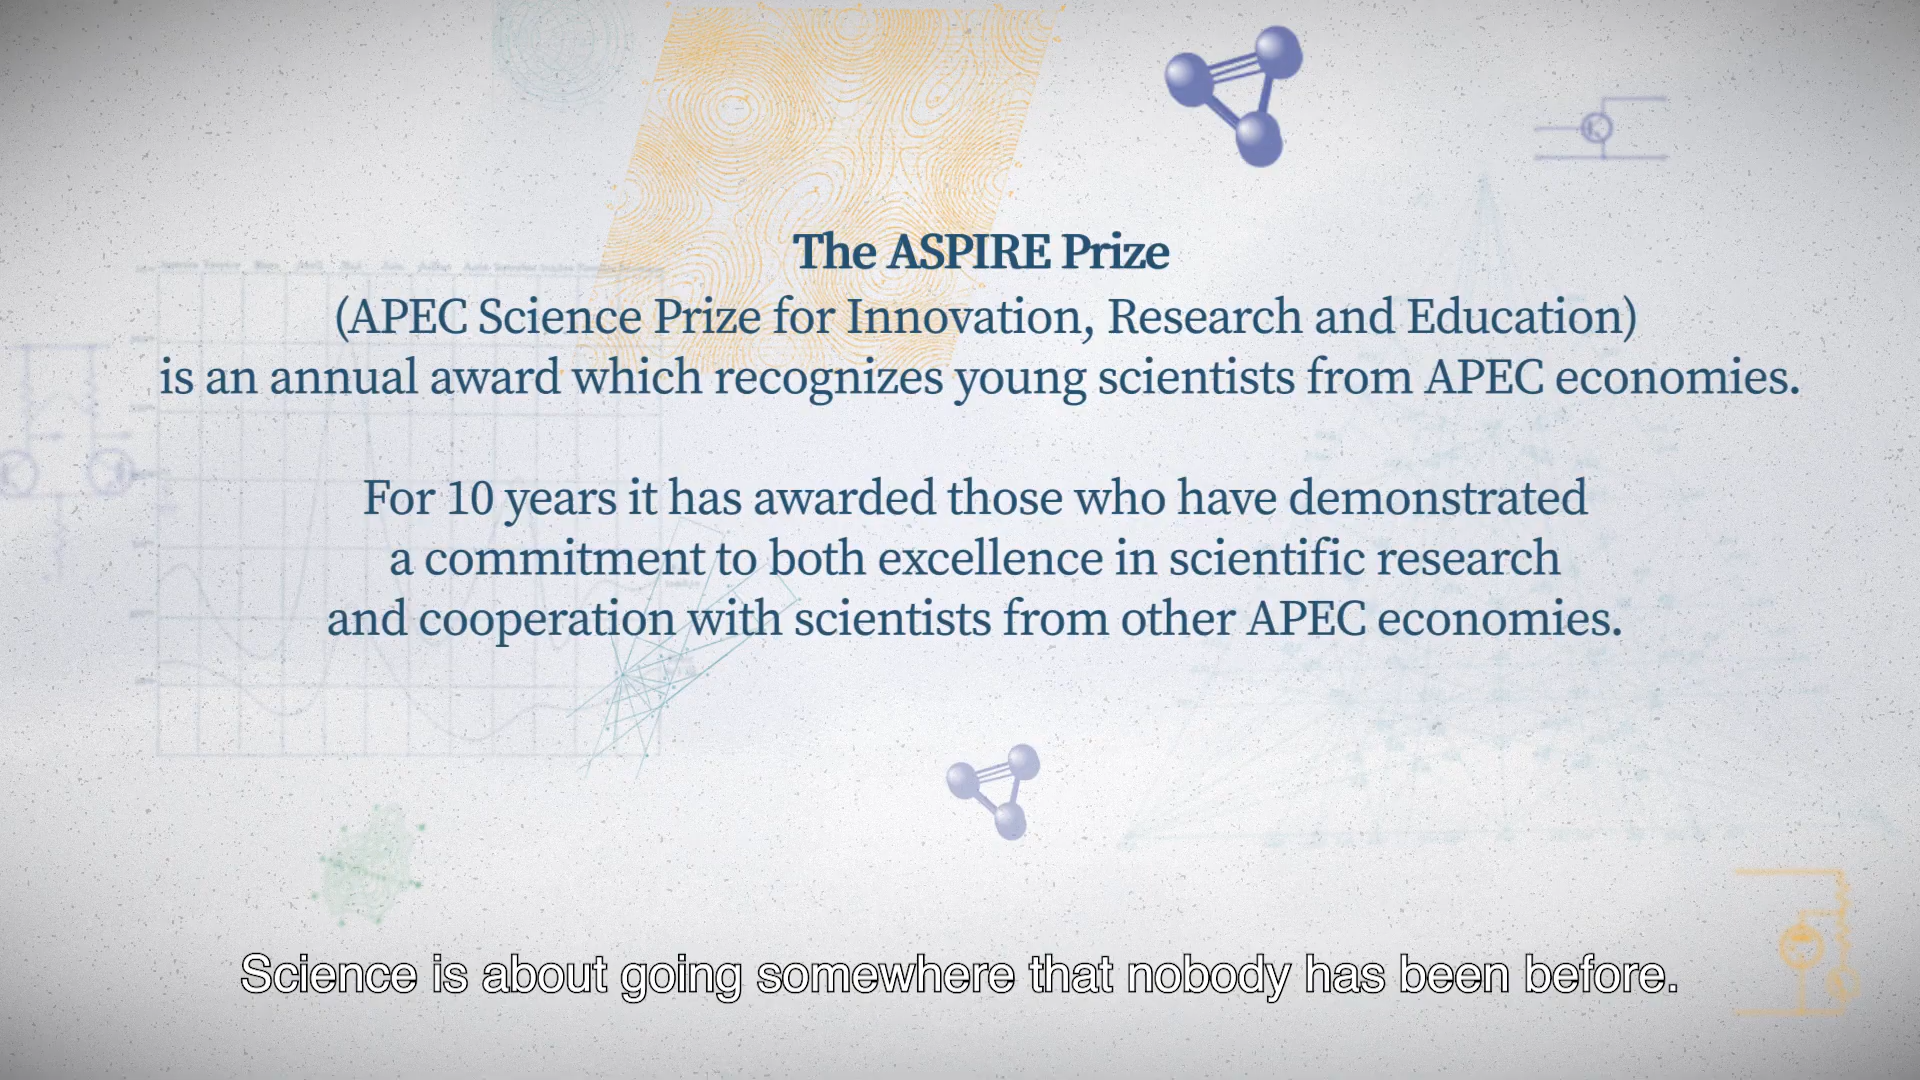 The ASPIRE Prize
(APEC Science Prize for Innovation, Research and Education)
is an annual award which recognizes young scientists from APEC economies.
For 10 years it has awarded those who have demonstrated
a commitment to both excellence in scientific research
and cooperation with scientists from other APEC economies.
Science is about going somewhere that nobody has been before.